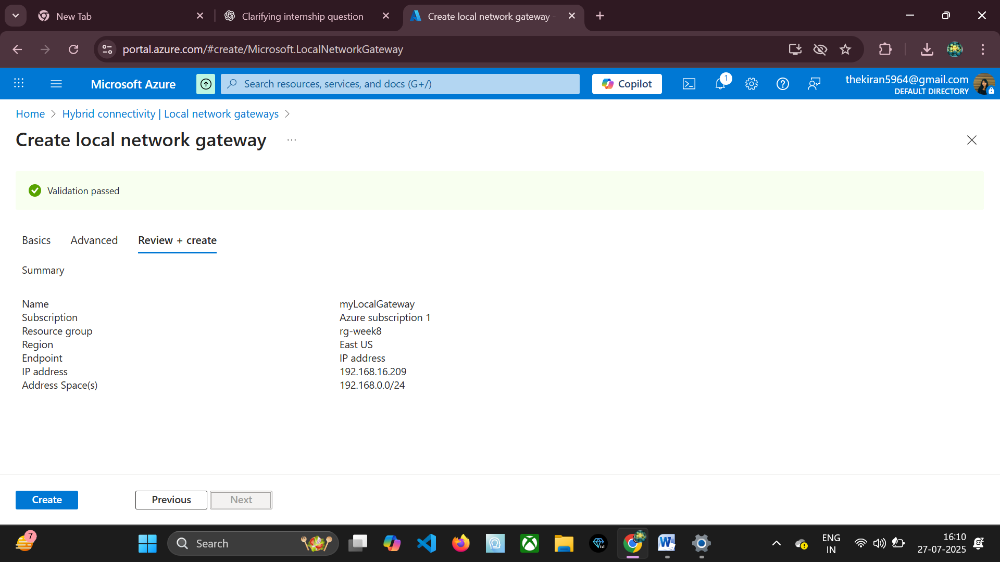 New Tab
Clarifying internship question
Create local network gateway -
portal.azure.com/#create/Microsoft.LocalNetworkGateway
Microsoft Azure
Search resources, services, and docs (G+/)
Copilot
1
thekiran5964@gmail.com
DEFAULT DIRECTORY
Home > Hybrid connectivity | Local network gateways >
Create local network gateway ...
Validation passed
Basics Advanced Review + create
Summary
Name myLocalGateway
Subscription Azure subscription 1
Resource group rg-week8
Region East US
Endpoint IP address
IP address 192.168.16.209
Address Space(s) 192.168.0.0/24
Create Previous Next
7
Search
ENG
IN
16:10
27-07-2025